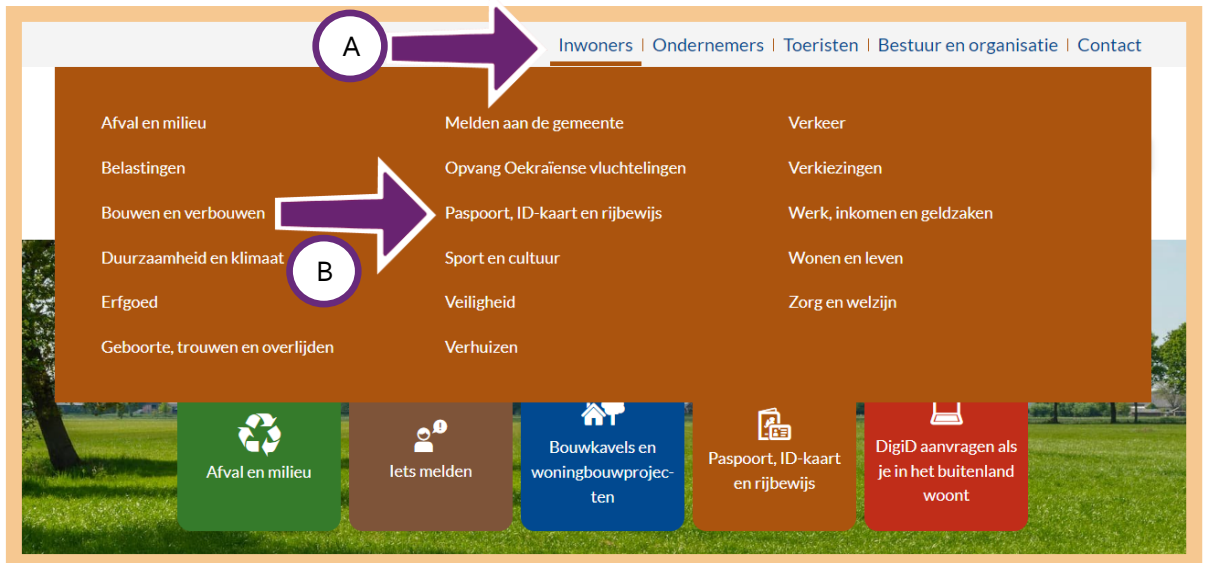 A
Inwoners | Ondernemers | Toeristen | Bestuur en organisatie | Contact
Afval en milieu
Belastingen
Bouwen en verbouwen
Duurzaamheid en klimaat
Erfgoed
Geboorte, trouwen en overlijden
B
Melden aan de gemeente
Opvang Oekraïense vluchtelingen
Paspoort, ID-kaart en rijbewijs
Sport en cultuur
Veiligheid
Verhuizen
Verkeer
Verkiezingen
Werk, inkomen en geldzaken
Wonen en leven
Zorg en welzijn
Afval en milieu
Iets melden
Bouwkavels en
woningbouwprojec-
ten
Paspoort, ID-kaart
en rijbewijs
DigiD aanvragen als
je in het buitenland
woont